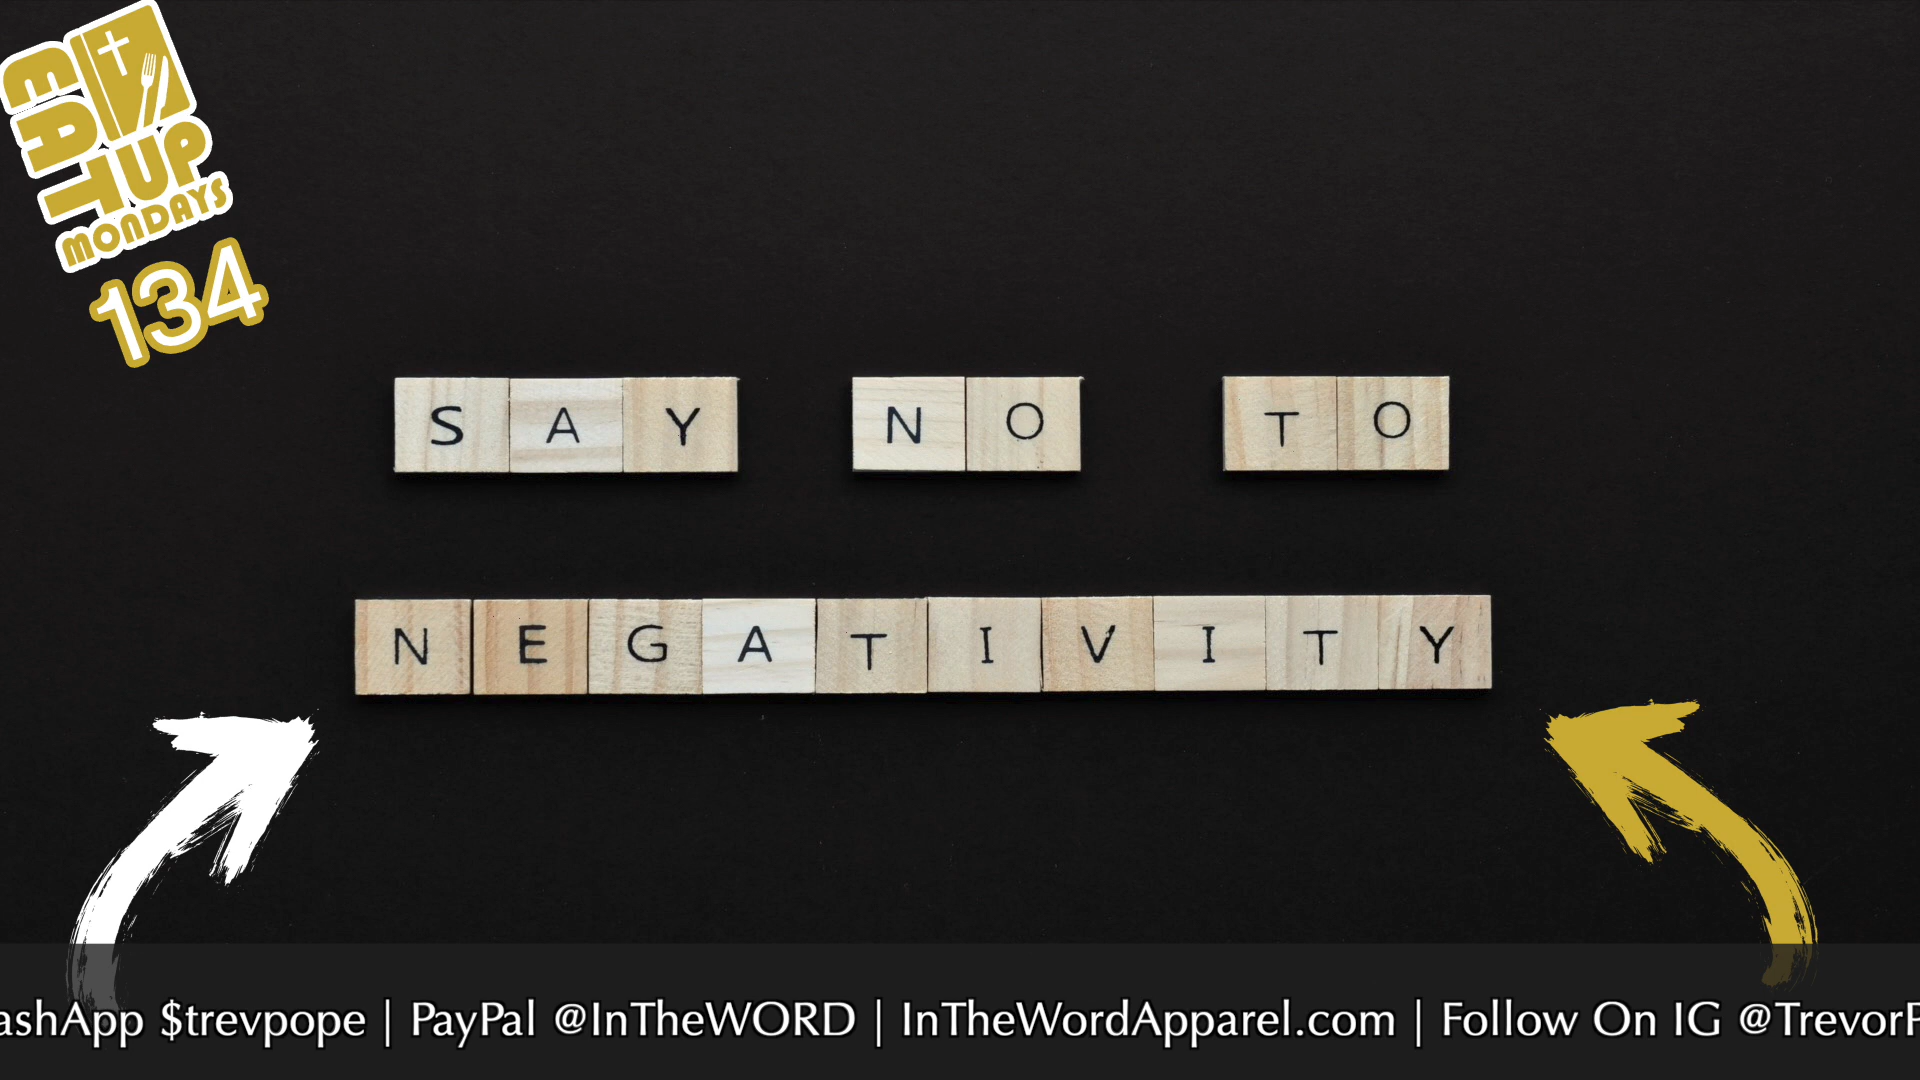 EAT UP
MONDAYS
134
SAY NO TO
NEGATIVITY
ashApp $trevpope | PayPal @InTheWORD | InTheWordApparel.com | Follow On IG @TrevorP